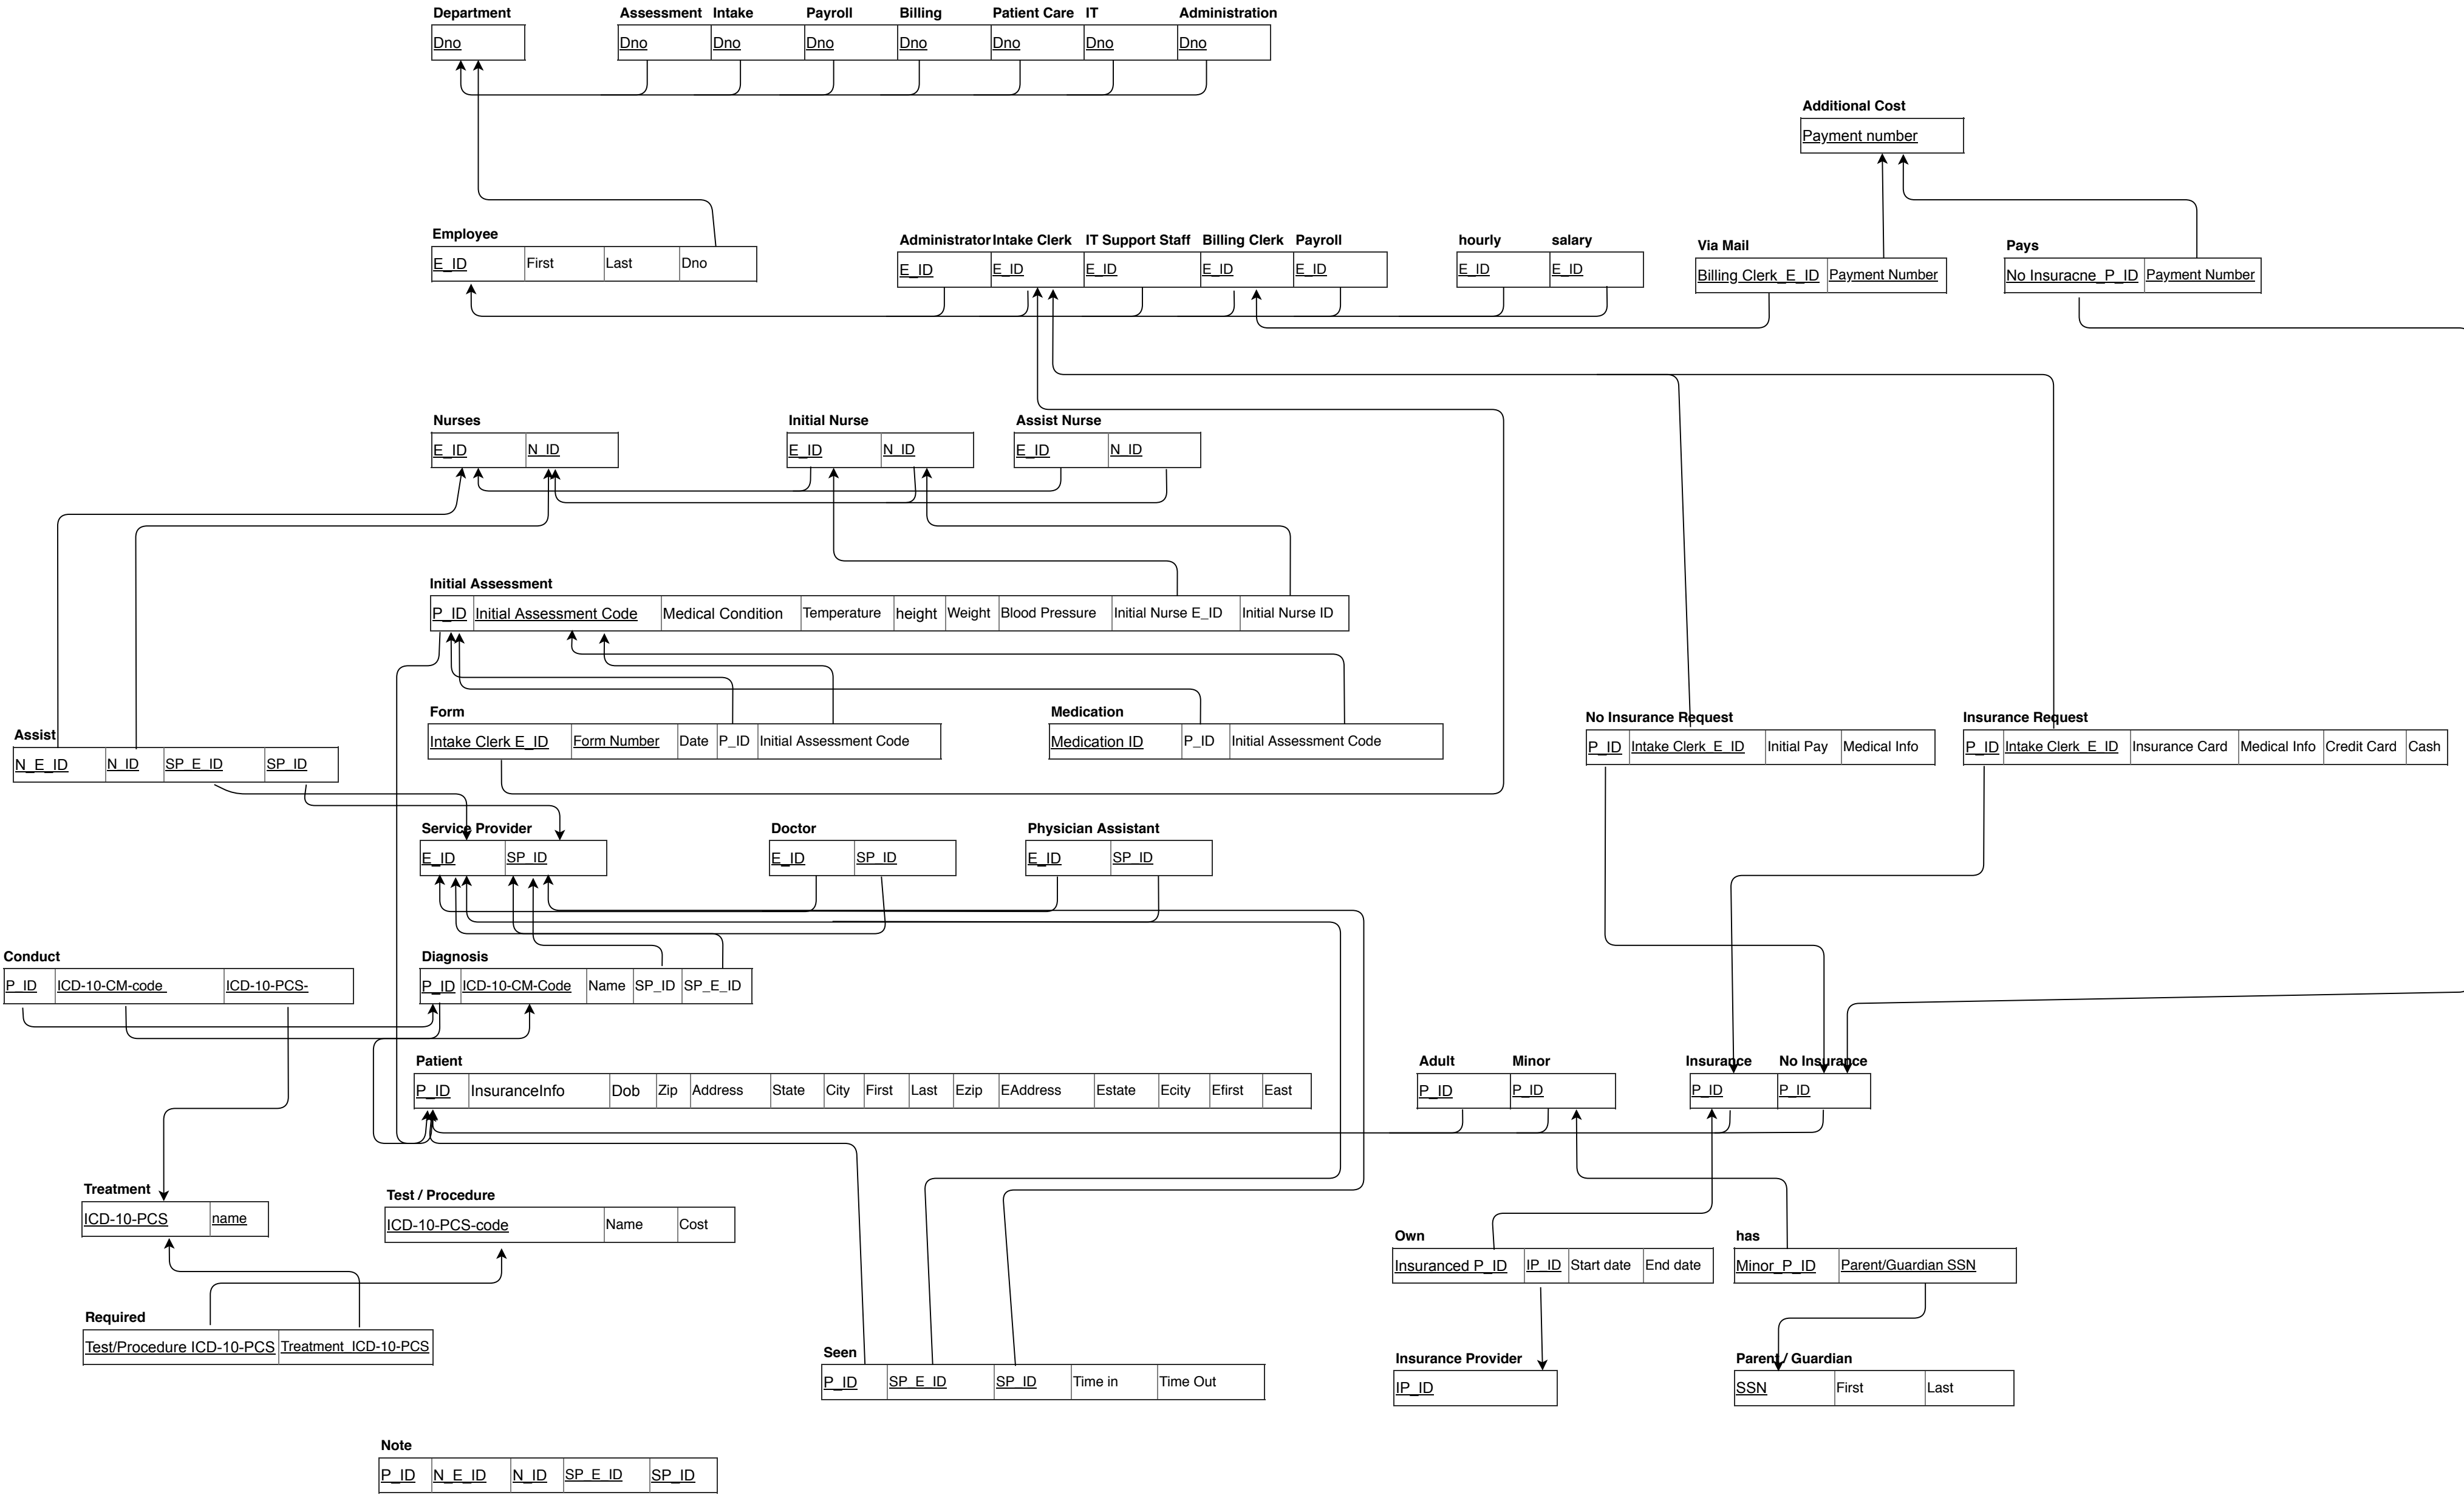 Department
Assessment Intake Payroll Billing Patient Care IT Administration
Dno
Dno Dno Dno Dno Dno Dno Dno
Additional Cost
Payment number
Employee
E_ID First Last Dno
Administrator Intake Clerk IT Support Staff Billing Clerk Payroll
E_ID E_ID E_ID E_ID E_ID
hourly salary
E_ID E_ID
Via Mail
Billing Clerk_E_ID Payment Number
Pays
No Insuracne_P_ID Payment Number
Nurses
E_ID N_ID
Initial Nurse
E_ID N_ID
Assist Nurse
E_ID N_ID
Initial Assessment
P_ID Initial Assessment Code Medical Condition Temperature height Weight Blood Pressure Initial Nurse E_ID Initial Nurse ID
Form
Intake Clerk E_ID Form Number Date P_ID Initial Assessment Code
Medication
Medication ID P_ID Initial Assessment Code
No Insurance Request
P_ID Intake Clerk_E_ID Initial Pay Medical Info
Insurance Request
P_ID Intake Clerk_E_ID Insurance Card Medical Info Credit Card Cash
Assist
N_E_ID N_ID SP_E_ID SP_ID
Service Provider
E_ID SP_ID
Doctor
E_ID SP_ID
Physician Assistant
E_ID SP_ID
Conduct
P_ID ICD-10-CM-code ICD-10-PCS-
Diagnosis
P_ID ICD-10-CM-Code Name SP_ID SP_E_ID
Patient
P_ID InsuranceInfo Dob Zip Address State City First Last Ezip EAddress Estate Ecity Efirst East
Adult Minor
P_ID P_ID
Insurance No Insurance
P_ID P_ID
Treatment
ICD-10-PCS name
Test / Procedure
ICD-10-PCS-code Name Cost
Own
Insuranced P_ID IP_ID Start date End date
has
Minor_P_ID Parent/Guardian SSN
Required
Test/Procedure ICD-10-PCS Treatment_ICD-10-PCS
Seen
P_ID SP_E_ID SP_ID Time in Time Out
Insurance Provider
IP_ID
Parent / Guardian
SSN First Last
Note
P_ID N_E_ID N_ID SP_E_ID SP_ID